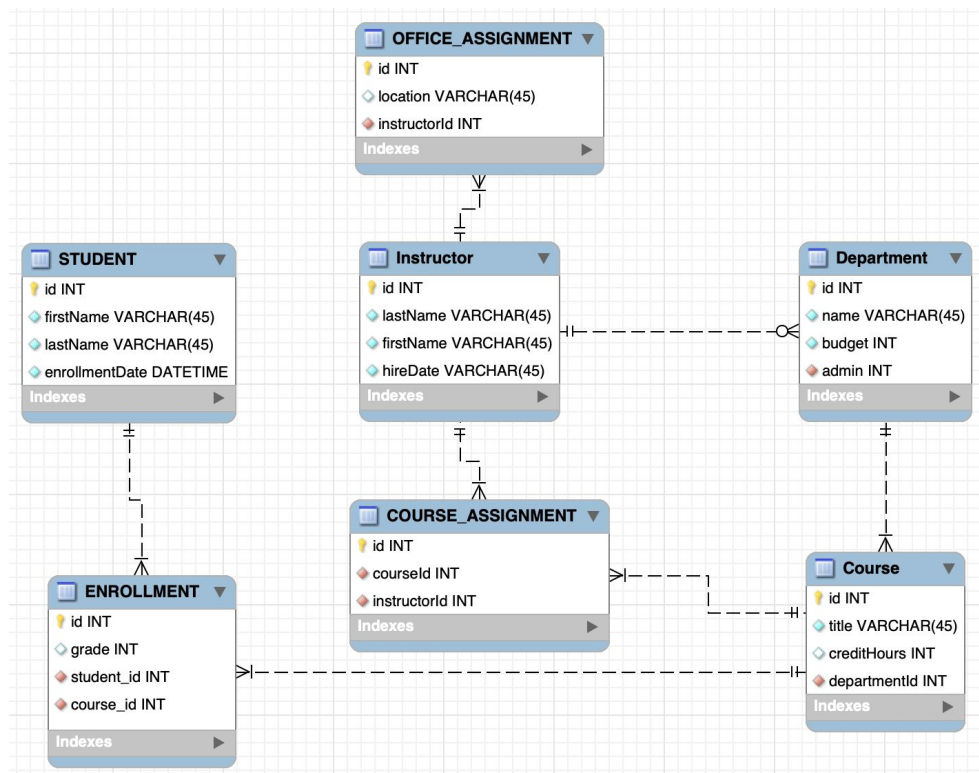 OFFICE_ASSIGNMENT
id INT
location VARCHAR(45)
instructorId INT
Indexes
STUDENT
id INT
firstName VARCHAR(45)
lastName VARCHAR(45)
enrollmentDate DATETIME
Indexes
Instructor
id INT
lastName VARCHAR(45)
firstName VARCHAR(45)
hireDate VARCHAR(45)
Indexes
Department
id INT
name VARCHAR(45)
budget INT
admin INT
Indexes
COURSE_ASSIGNMENT
id INT
courseId INT
instructorId INT
Indexes
ENROLLMENT
id INT
grade INT
student_id INT
course_id INT
Indexes
Course
id INT
title VARCHAR(45)
creditHours INT
departmentId INT
Indexes